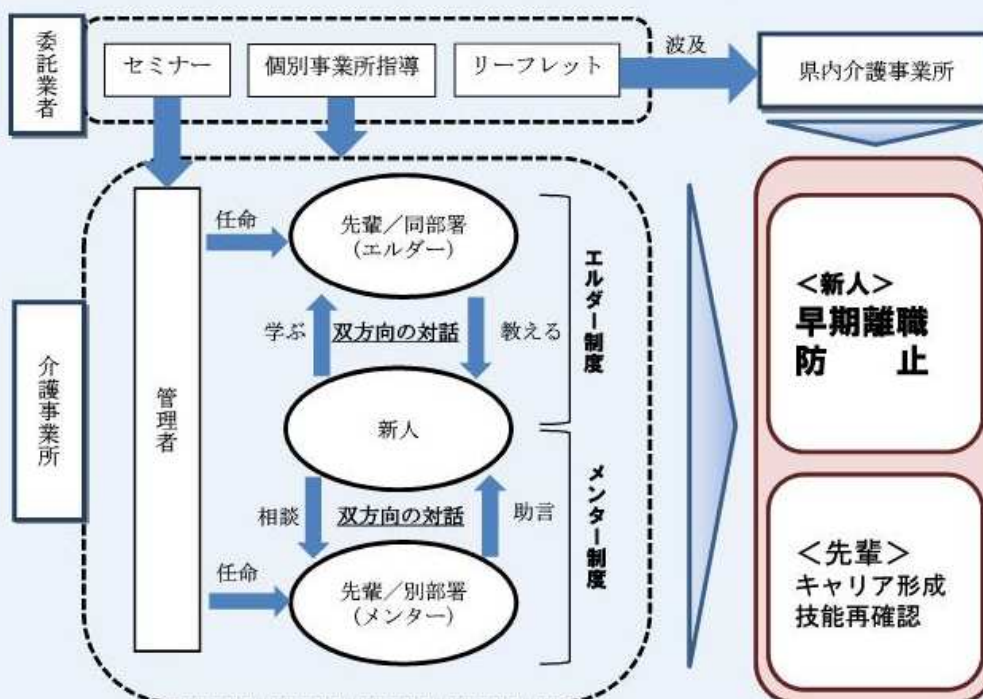 委託業者
セミナー
個別事業所指導
リーフレット
波及
県内介護事業所
介護事業所
管理者
任命
先輩／同部署
(エルダー)
学ぶ
双方向の対話
教える
エルダー制度
新人
相談
双方向の対話
助言
メンター制度
任命
先輩／別部署
(メンター)
＜新人＞
早期離職
防　止
＜先輩＞
キャリア形成
技能再確認